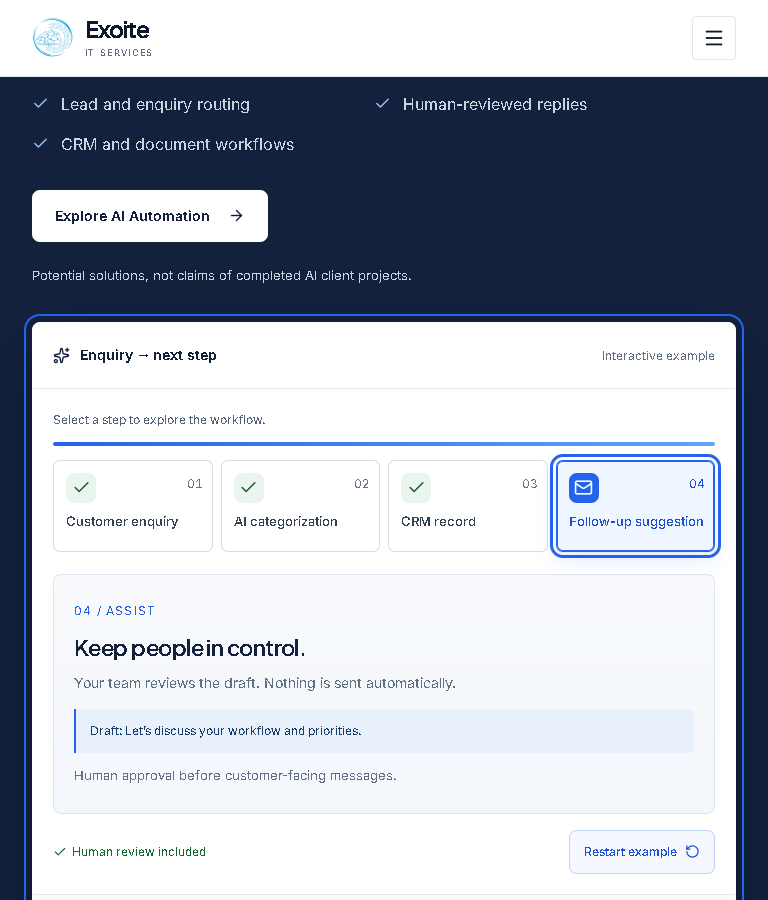 Exoite
IT SERVICES
Lead and enquiry routing
Human-reviewed replies
CRM and document workflows
Explore AI Automation →
Potential solutions, not claims of completed AI client projects.
Enquiry → next step
Interactive example
Select a step to explore the workflow.
01
Customer enquiry
02
AI categorization
03
CRM record
04
Follow-up suggestion
04 / ASSIST
Keep people in control.
Your team reviews the draft. Nothing is sent automatically.
Draft: Let's discuss your workflow and priorities.
Human approval before customer-facing messages.
Human review included
Restart example